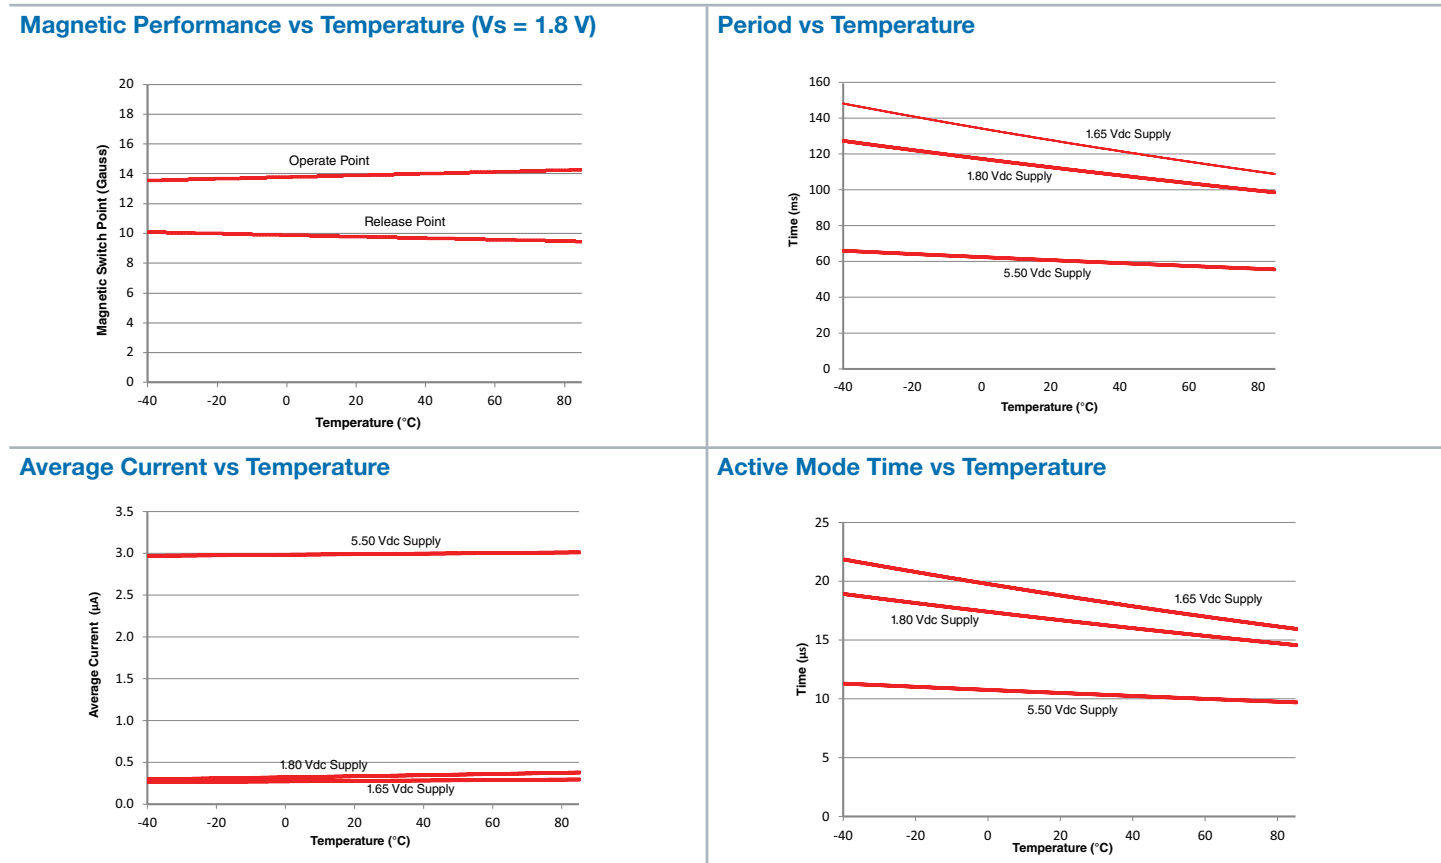 Magnetic Performance vs Temperature (Vs = 1.8 V)
20
18
16
14
12
10
8
6
4
2
0
Magnetic Switch Point (Gauss)
Operate Point
Release Point
-40 -20 0 20 40 60 80
Temperature (°C)
Period vs Temperature
160
140
120
100
80
60
40
20
0
Time (ms)
1.65 Vdc Supply
1.80 Vdc Supply
5.50 Vdc Supply
-40 -20 0 20 40 60 80
Temperature (°C)
Average Current vs Temperature
3.5
3.0
2.5
2.0
1.5
1.0
0.5
0.0
Average Current (µA)
5.50 Vdc Supply
1.80 Vdc Supply
1.65 Vdc Supply
-40 -20 0 20 40 60 80
Temperature (°C)
Active Mode Time vs Temperature
25
20
15
10
5
0
Time (µs)
1.65 Vdc Supply
1.80 Vdc Supply
5.50 Vdc Supply
-40 -20 0 20 40 60 80
Temperature (°C)